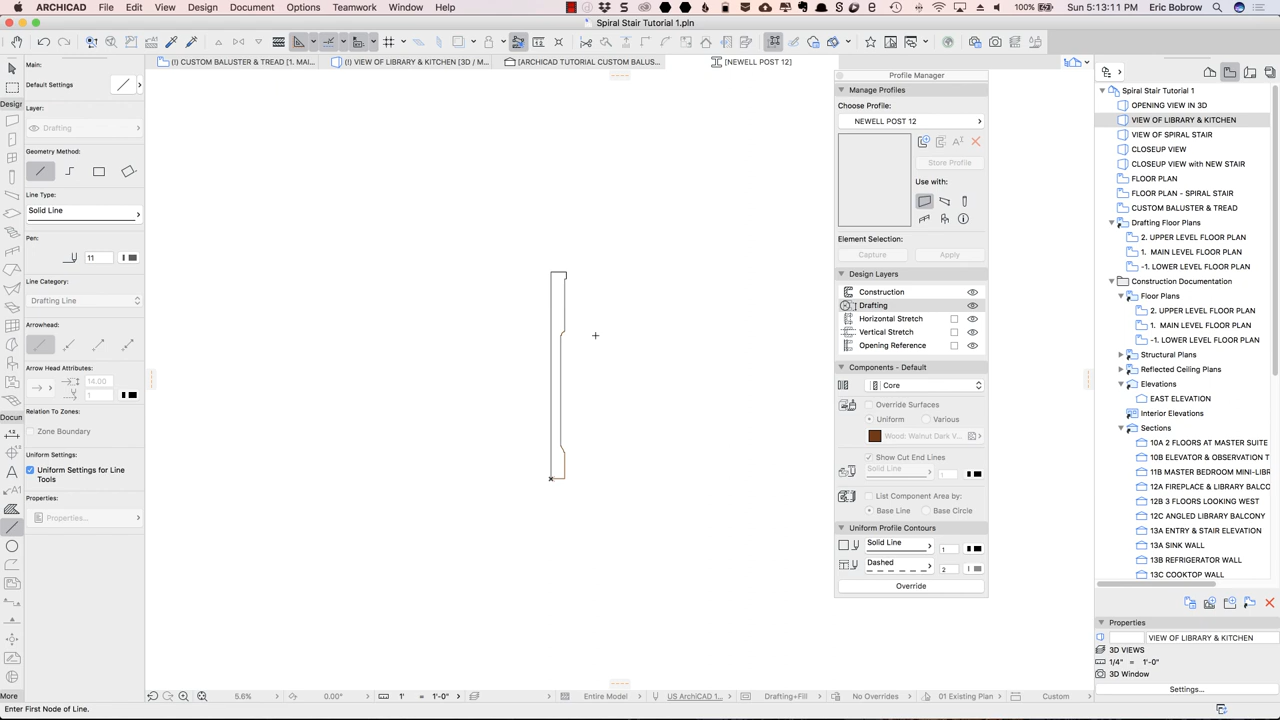 ARCHICAD File Edit View Design Document Options Teamwork Window Help 100% Sun 5:13:11 PM Eric Bobrow
Spiral Stair Tutorial 1.pln
(!) CUSTOM BALUSTER & TREAD [1. MAI... (!) VIEW OF LIBRARY & KITCHEN [3D / M... [ARCHICAD TUTORIAL CUSTOM BALUS... [NEWELL POST 12]
Main:
Default Settings
Layer:
Drafting
Geometry Method:
Line Type:
Solid Line
Pen:
11
Line Category:
Drafting Line
Arrowhead:
Arrow Head Attributes:
14.00
1
Relation To Zones:
Zone Boundary
Uniform Settings:
Uniform Settings for Line
Tools
Properties:
Properties...
Design
Docun
More
Profile Manager
Manage Profiles
Choose Profile:
NEWELL POST 12
Store Profile
Use with:
Element Selection:
Capture Apply
Design Layers
Construction
Drafting
Horizontal Stretch
Vertical Stretch
Opening Reference
Components - Default
Core
Override Surfaces
Uniform Various
Wood: Walnut Dark V...
Show Cut End Lines
Solid Line 1
List Component Area by:
Base Line Base Circle
Uniform Profile Contours
Solid Line 1
Dashed 2
Override
Spiral Stair Tutorial 1
OPENING VIEW IN 3D
VIEW OF LIBRARY & KITCHEN
VIEW OF SPIRAL STAIR
CLOSEUP VIEW
CLOSEUP VIEW with NEW STAIR
FLOOR PLAN
FLOOR PLAN - SPIRAL STAIR
CUSTOM BALUSTER & TREAD
Drafting Floor Plans
2. UPPER LEVEL FLOOR PLAN
1. MAIN LEVEL FLOOR PLAN
-1. LOWER LEVEL FLOOR PLAN
Construction Documentation
Floor Plans
2. UPPER LEVEL FLOOR PLAN
1. MAIN LEVEL FLOOR PLAN
-1. LOWER LEVEL FLOOR PLAN
Structural Plans
Reflected Ceiling Plans
Elevations
EAST ELEVATION
Interior Elevations
Sections
10A 2 FLOORS AT MASTER SUITE
10B ELEVATOR & OBSERVATION T
11B MASTER BEDROOM MINI-LIBR
12A FIREPLACE & LIBRARY BALCO
12B 3 FLOORS LOOKING WEST
12C ANGLED LIBRARY BALCONY
13A ENTRY & STAIR ELEVATION
13A SINK WALL
13B REFRIGERATOR WALL
13C COOKTOP WALL
Properties
VIEW OF LIBRARY & KITCHEN
3D VIEWS
1/4" = 1'-0"
3D Window
Settings...
5.6% 0.00° 1' = 1'-0" Entire Model US ArchiCAD 1... Drafting+Fill No Overrides 01 Existing Plan Custom
Enter First Node of Line.